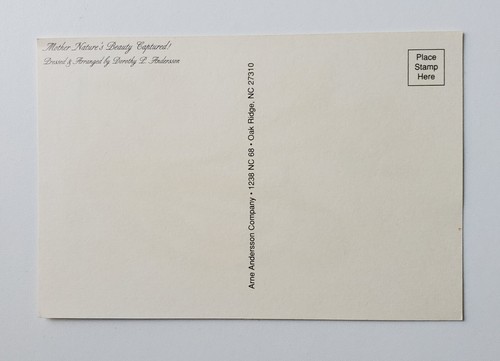 Mother Nature's Beauty Captured!
Pressed & Arranged by Dorothy P. Andersson
Place
Stamp
Here
Arne Andersson Company • 1238 NC 68 • Oak Ridge, NC 27310